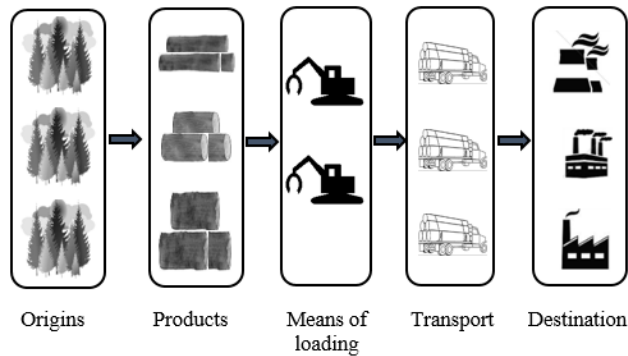 Origins
Products
Means of
loading
Transport
Destination